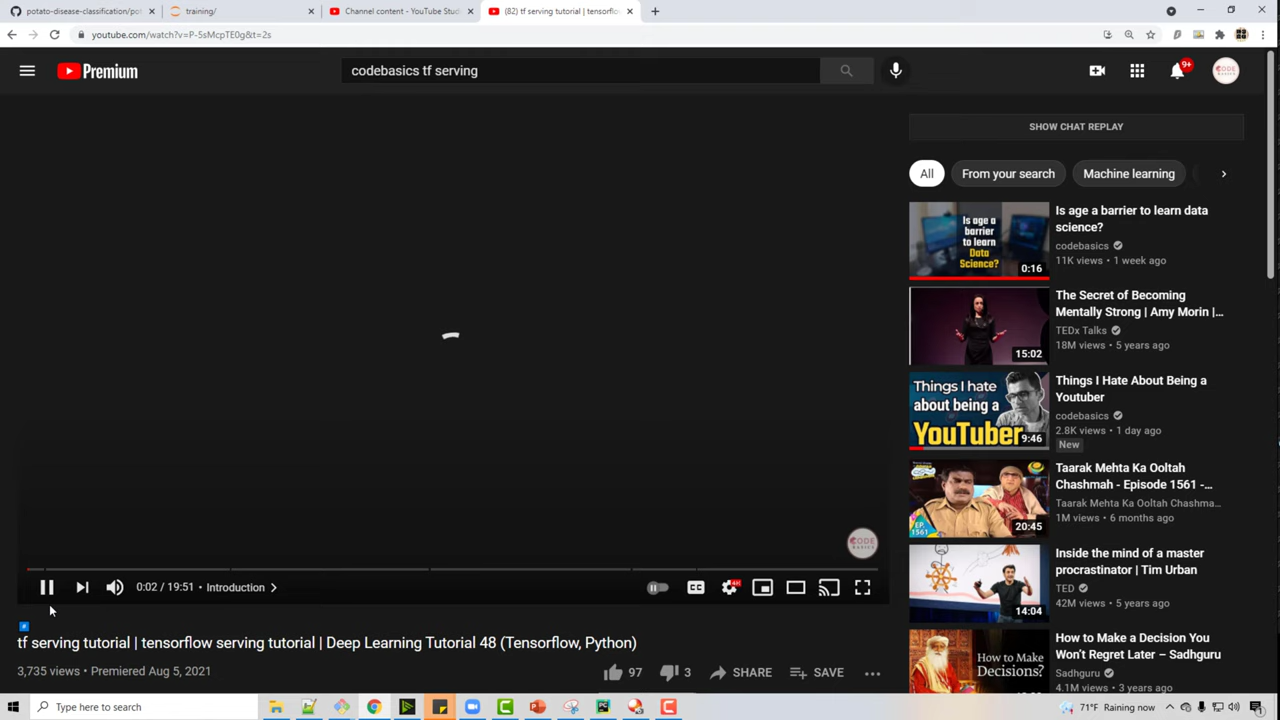 potato-disease-classification/pot
training/
Channel content - YouTube Stud
(82) tf serving tutorial | tensorflo
youtube.com/watch?v=P-5sMcpTE0g&t=2s
Premium
codebasics tf serving
9+
CODE
BASICS
SHOW CHAT REPLAY
All
From your search
Machine learning
Is age a
barrier to
learn
Data
Science?
0:16
Is age a barrier to learn data
science?
codebasics
11K views • 1 week ago
15:02
The Secret of Becoming
Mentally Strong | Amy Morin |...
TEDx Talks
18M views • 5 years ago
Things I hate
about being a
YouTuber
9:46
Things I Hate About Being a
Youtuber
codebasics
2.8K views • 1 day ago
New
EP.
1561
20:45
Taarak Mehta Ka Ooltah
Chashmah - Episode 1561 -...
Taarak Mehta Ka Ooltah Chashma...
1M views • 6 months ago
14:04
Inside the mind of a master
procrastinator | Tim Urban
TED
42M views • 5 years ago
How to Make
Decisions?
How to Make a Decision You
Won't Regret Later – Sadhguru
Sadhguru
4.1M views • 3 years ago
CODE
BASICS
0:02 / 19:51 • Introduction
CC
#
tf serving tutorial | tensorflow serving tutorial | Deep Learning Tutorial 48 (Tensorflow, Python)
3,735 views • Premiered Aug 5, 2021
97
3
SHARE
SAVE
Type here to search
71°F Raining now